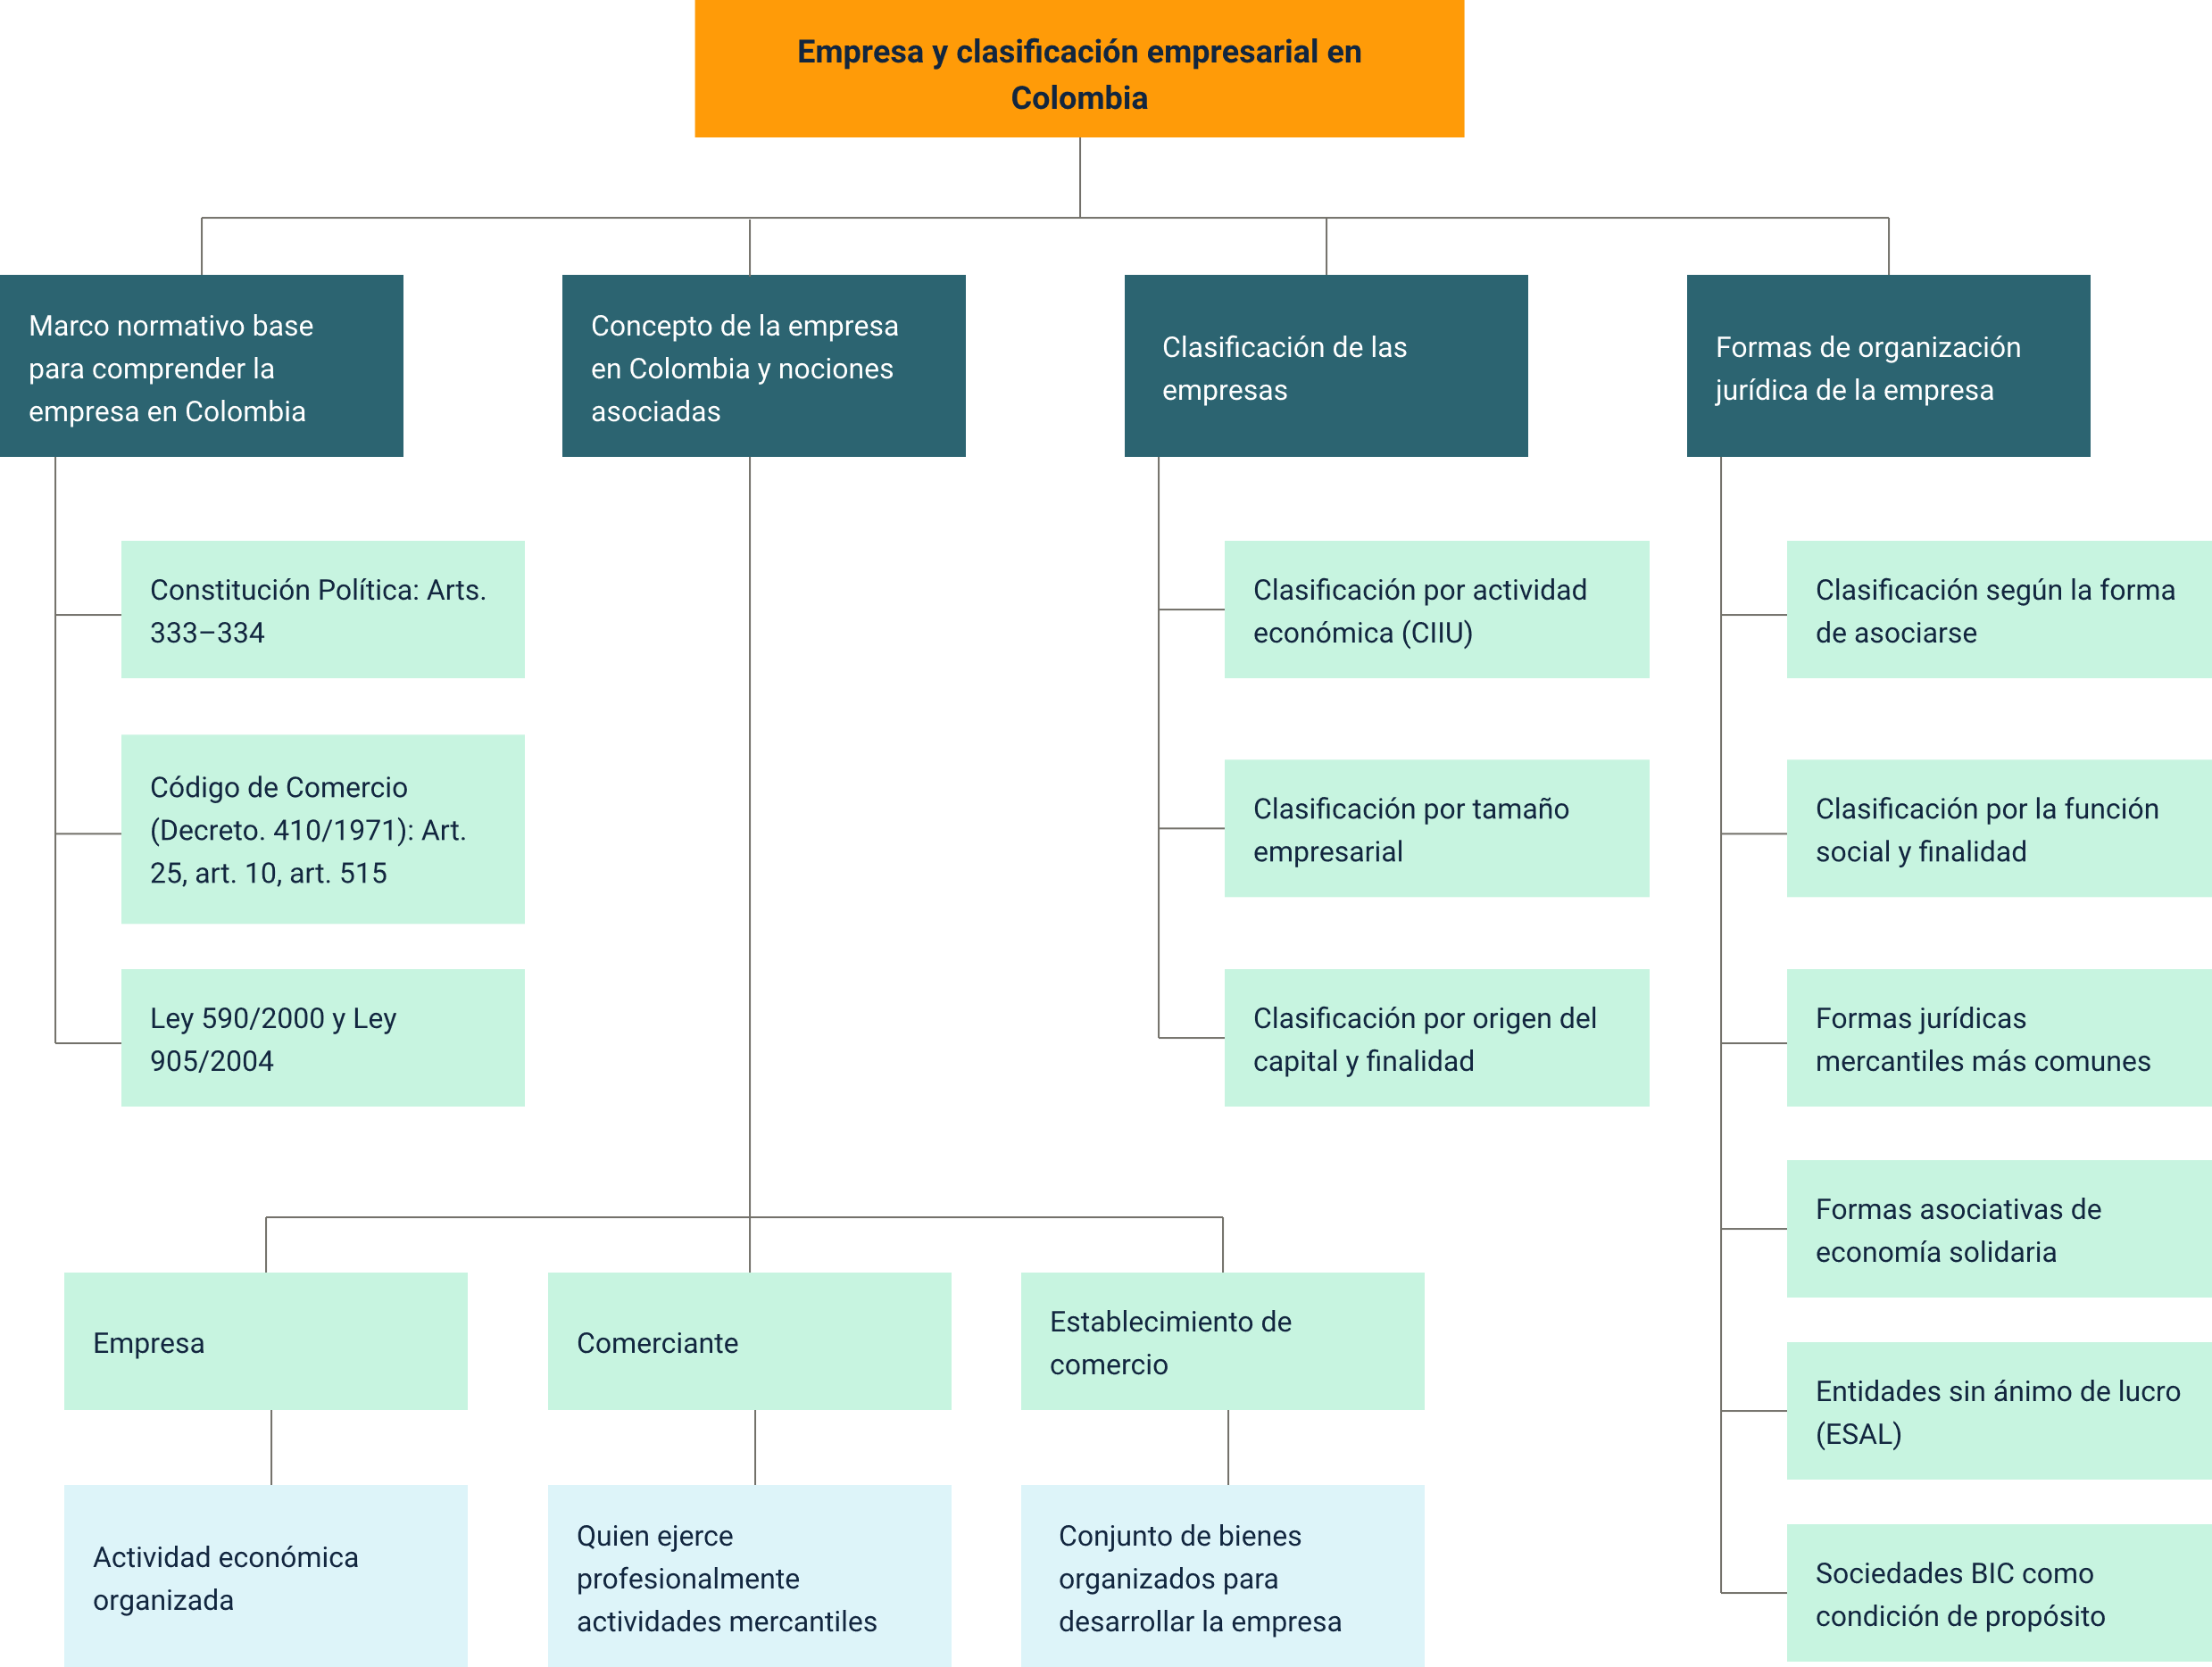 Empresa y clasificación empresarial en
Colombia
Marco normativo base
para comprender la
empresa en Colombia
Concepto de la empresa
en Colombia y nociones
asociadas
Clasificación de las
empresas
Formas de organización
jurídica de la empresa
Constitución Política: Arts.
333–334
Código de Comercio
(Decreto. 410/1971): Art.
25, art. 10, art. 515
Ley 590/2000 y Ley
905/2004
Empresa
Actividad económica
organizada
Comerciante
Quien ejerce
profesionalmente
actividades mercantiles
Establecimiento de
comercio
Conjunto de bienes
organizados para
desarrollar la empresa
Clasificación por actividad
económica (CIIU)
Clasificación por tamaño
empresarial
Clasificación por origen del
capital y finalidad
Clasificación según la forma
de asociarse
Clasificación por la función
social y finalidad
Formas jurídicas
mercantiles más comunes
Formas asociativas de
economía solidaria
Entidades sin ánimo de lucro
(ESAL)
Sociedades BIC como
condición de propósito